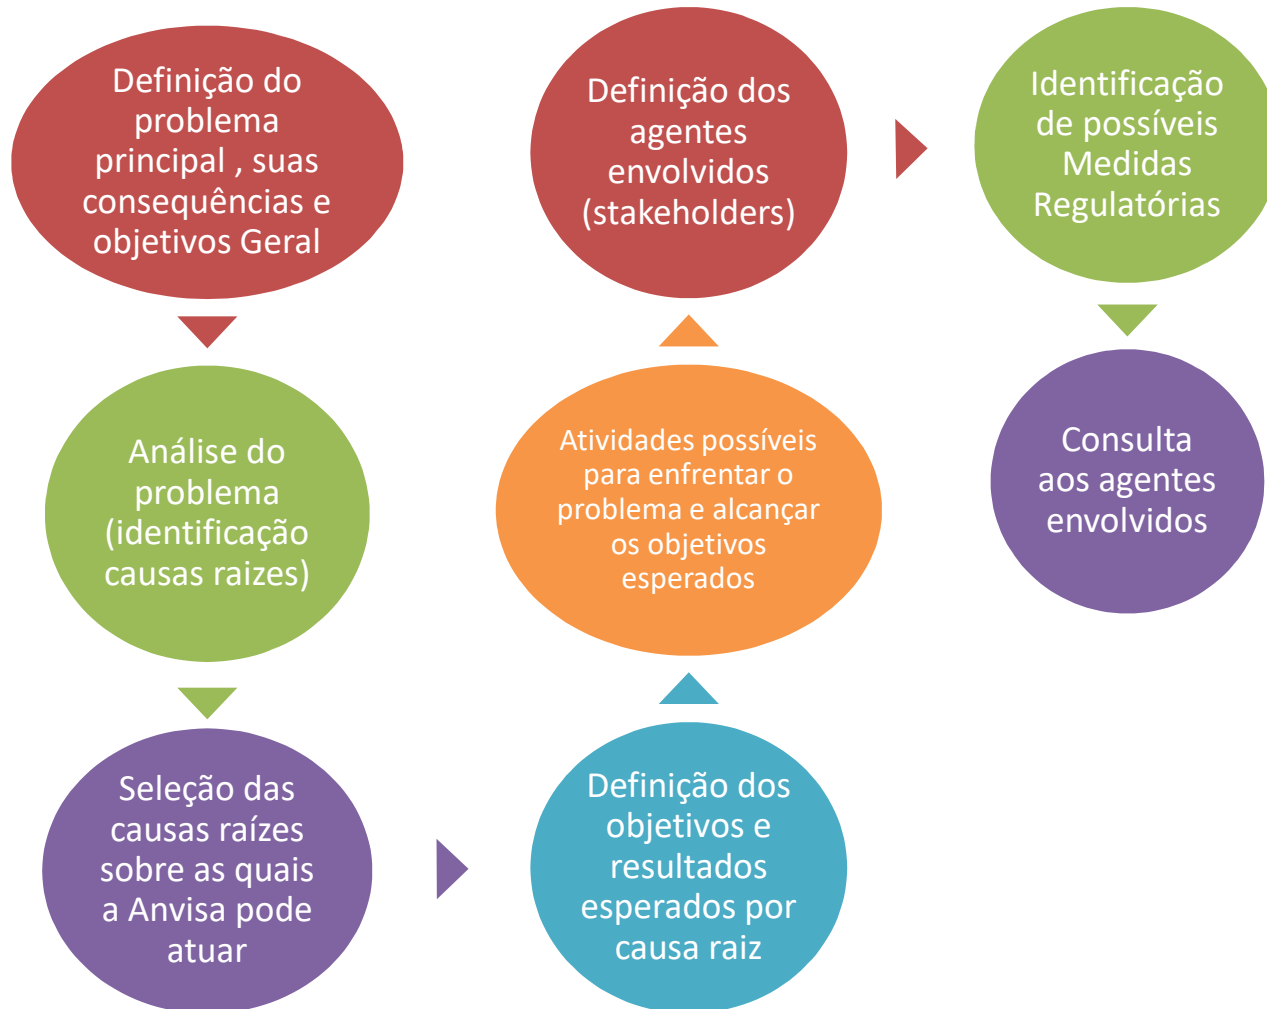 Definição do
problema
principal , suas
consequências e
objetivos Geral
Análise do
problema
(identificação
causas raizes)
Seleção das
causas raízes
sobre as quais
a Anvisa pode
atuar
Definição dos
objetivos e
resultados
esperados por
causa raiz
Atividades possíveis
para enfrentar o
problema e alcançar
os objetivos
esperados
Definição dos
agentes
envolvidos
(stakeholders)
Identificação
de possíveis
Medidas
Regulatórias
Consulta
aos agentes
envolvidos